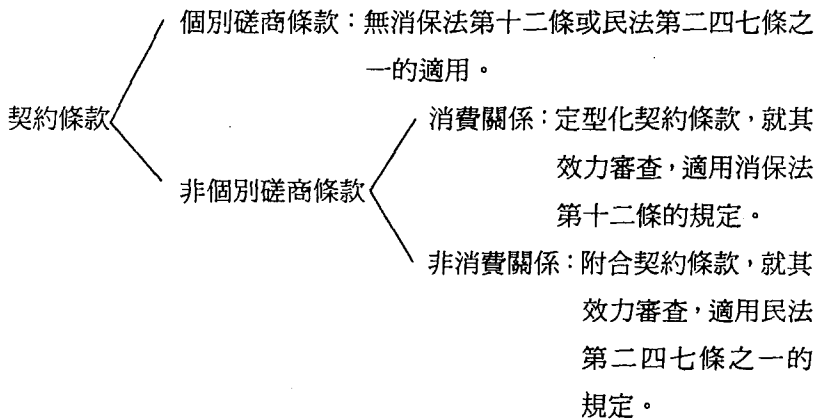 個別磋商條款：無消保法第十二條或民法第二四七條之
一的適用。
契約條款
消費關係：定型化契約條款，就其
效力審查，適用消保法
第十二條的規定。
非個別磋商條款
非消費關係：附合契約條款，就其
效力審查，適用民法
第二四七條之一的
規定。